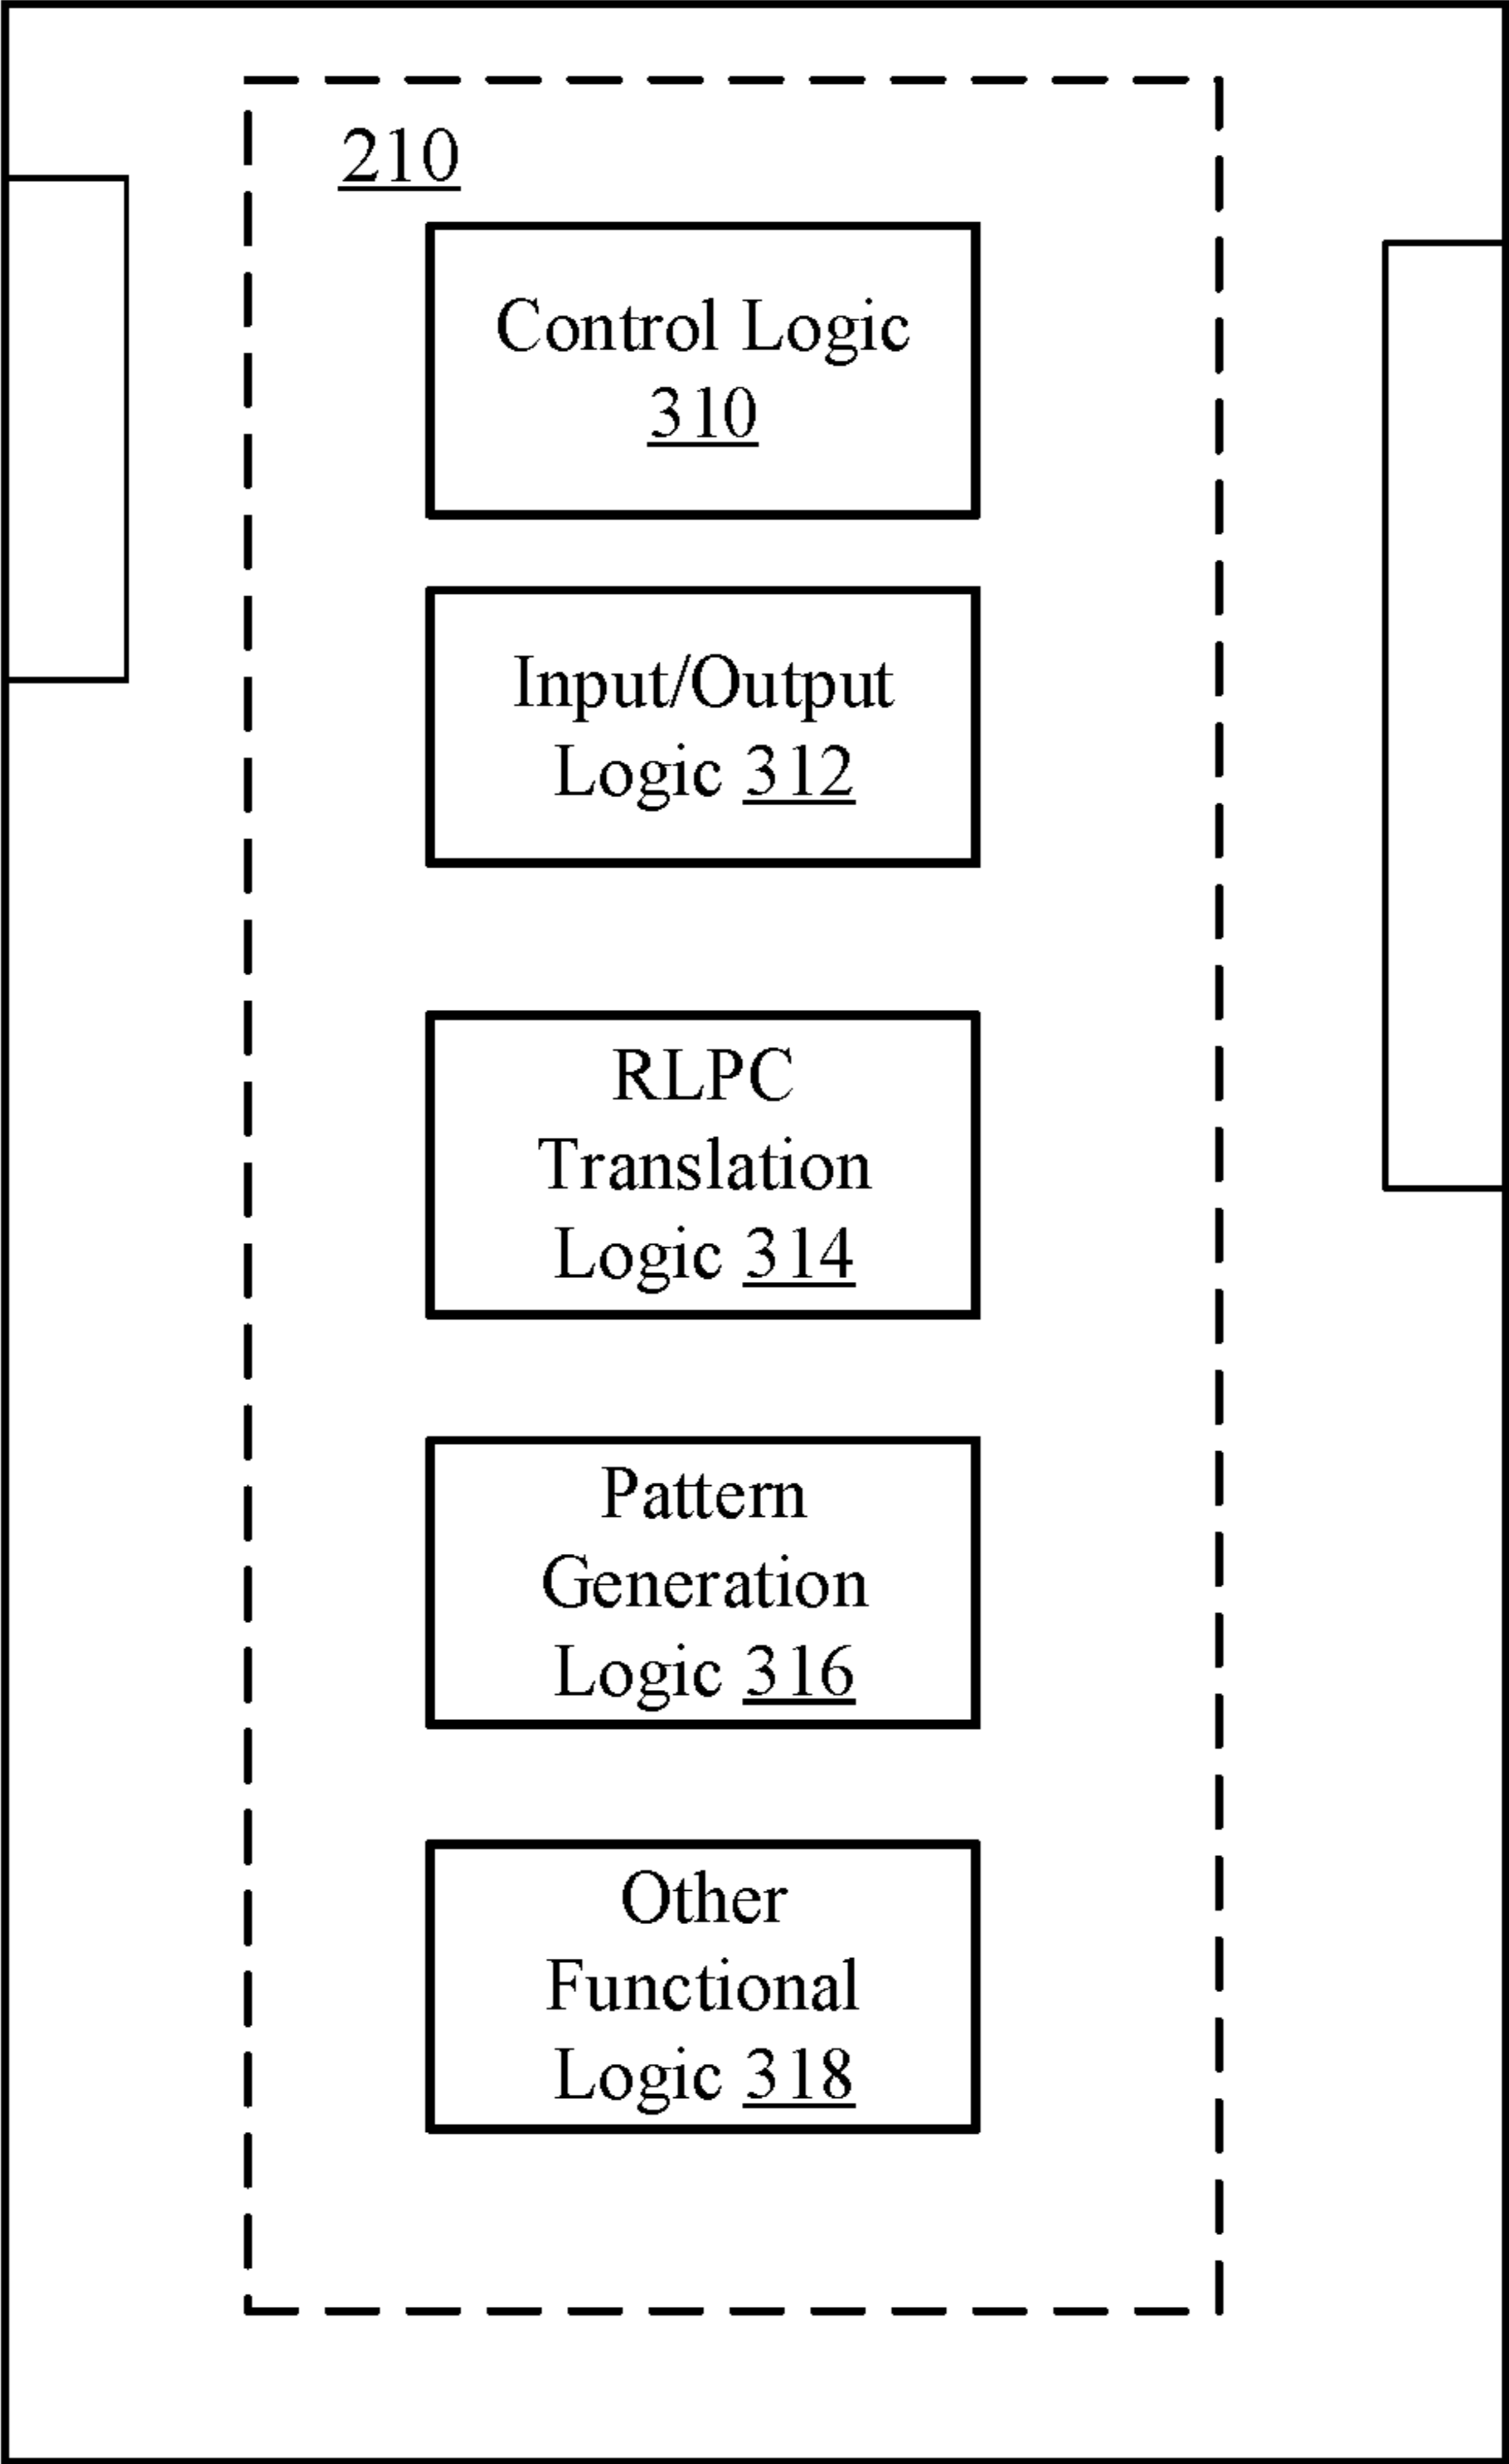 210
Control Logic
310
Input/Output
Logic 312
RLPC
Translation
Logic 314
Pattern
Generation
Logic 316
Other
Functional
Logic 318